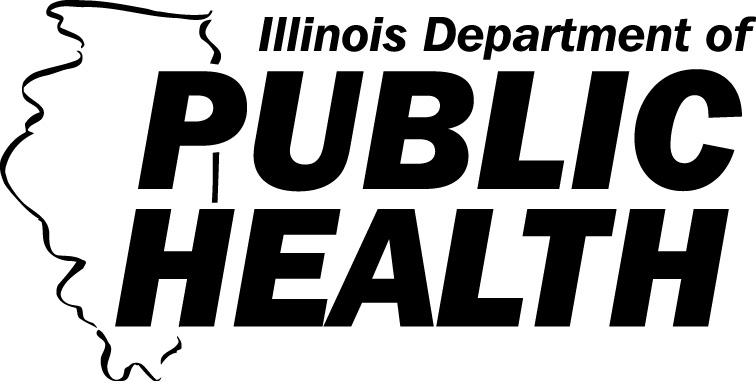 Illinois Department of
PUBLIC
HEALTH